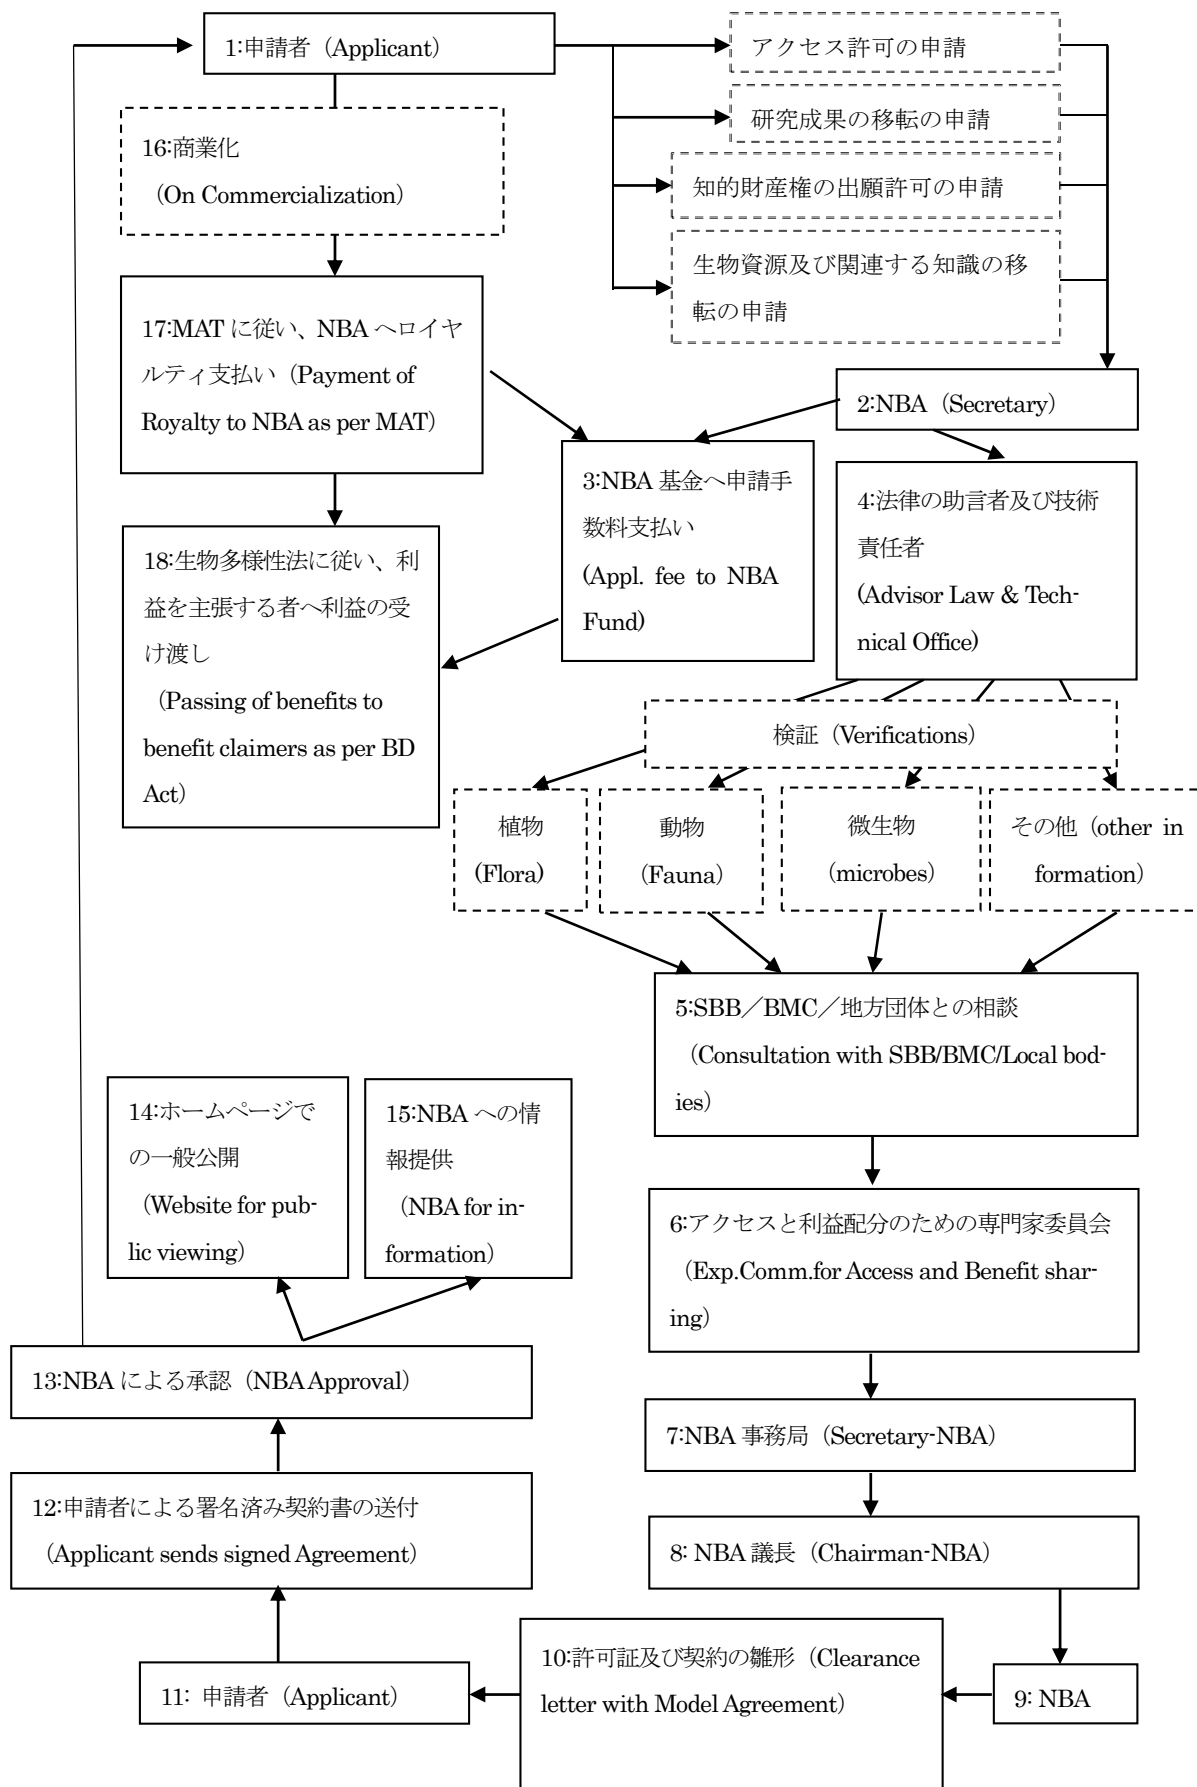 1:申請者（Applicant）
アクセス許可の申請
研究成果の移転の申請
知的財産権の出願許可の申請
生物資源及び関連する知識の移
転の申請
16:商業化
（On Commercialization）
17:MAT に従い、NBA へロイヤ
ルティ支払い（Payment of
Royalty to NBA as per MAT）
2:NBA（Secretary）
3:NBA 基金へ申請手
数料支払い
(Appl. fee to NBA
Fund)
4:法律の助言者及び技術
責任者
(Advisor Law & Tech-
nical Office)
18:生物多様性法に従い、利
益を主張する者へ利益の受
け渡し
（Passing of benefits to
benefit claimers as per BD
Act）
検証（Verifications）
植物
(Flora)
動物
（Fauna）
微生物
（microbes）
その他（other in
formation）
5:SBB／BMC／地方団体との相談
（Consultation with SBB/BMC/Local bod-
ies）
14:ホームページで
の一般公開
（Website for pub-
lic viewing）
15:NBA への情
報提供
（NBA for in-
formation）
6:アクセスと利益配分のための専門家委員会
（Exp.Comm.for Access and Benefit shar-
ing）
13:NBA による承認（NBA Approval）
7:NBA 事務局（Secretary-NBA）
12:申請者による署名済み契約書の送付
（Applicant sends signed Agreement）
8: NBA 議長（Chairman-NBA）
10:許可証及び契約の雛形（Clearance
letter with Model Agreement）
11: 申請者（Applicant）
9: NBA